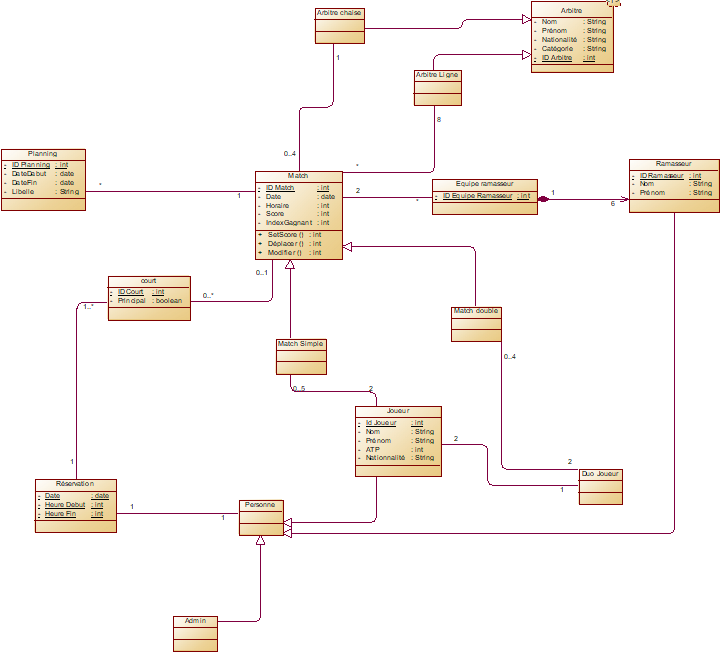 Arbitre chaise
Arbitre
- Nom : String
- Prénom : String
- Nationalité : String
- Catégorie : String
- ID Arbitre : int
1
Arbitre Ligne
8
0..4
*
Planning
- ID Planning : int
- DateDebut : date
- DateFin : date
- Libelle : String
*
1
Match
- ID Match : int
- Date : date
- Horaire : int
- Score : int
- IndexGagnant : int
+ SetScore () : int
+ Déplacer () : int
+ Modifier () : int
2
*
Equipe ramasseur
- ID Equipe Ramasseur : int
1
6
Ramasseur
- ID Ramasseur : int
- Nom : String
- Prénom : String
0..1
0..*
court
- ID Court : int
- Principal : boolean
1..*
Match double
0..4
Match Simple
0..5
2
Joueur
- Id Joueur : int
- Nom : String
- Prénom : String
- ATP : int
- Nationnalité : String
2
2
1
Duo Joueur
1
Réservation
- Date : date
- Heure Debut : int
- Heure Fin : int
1
1
Personne
Admin